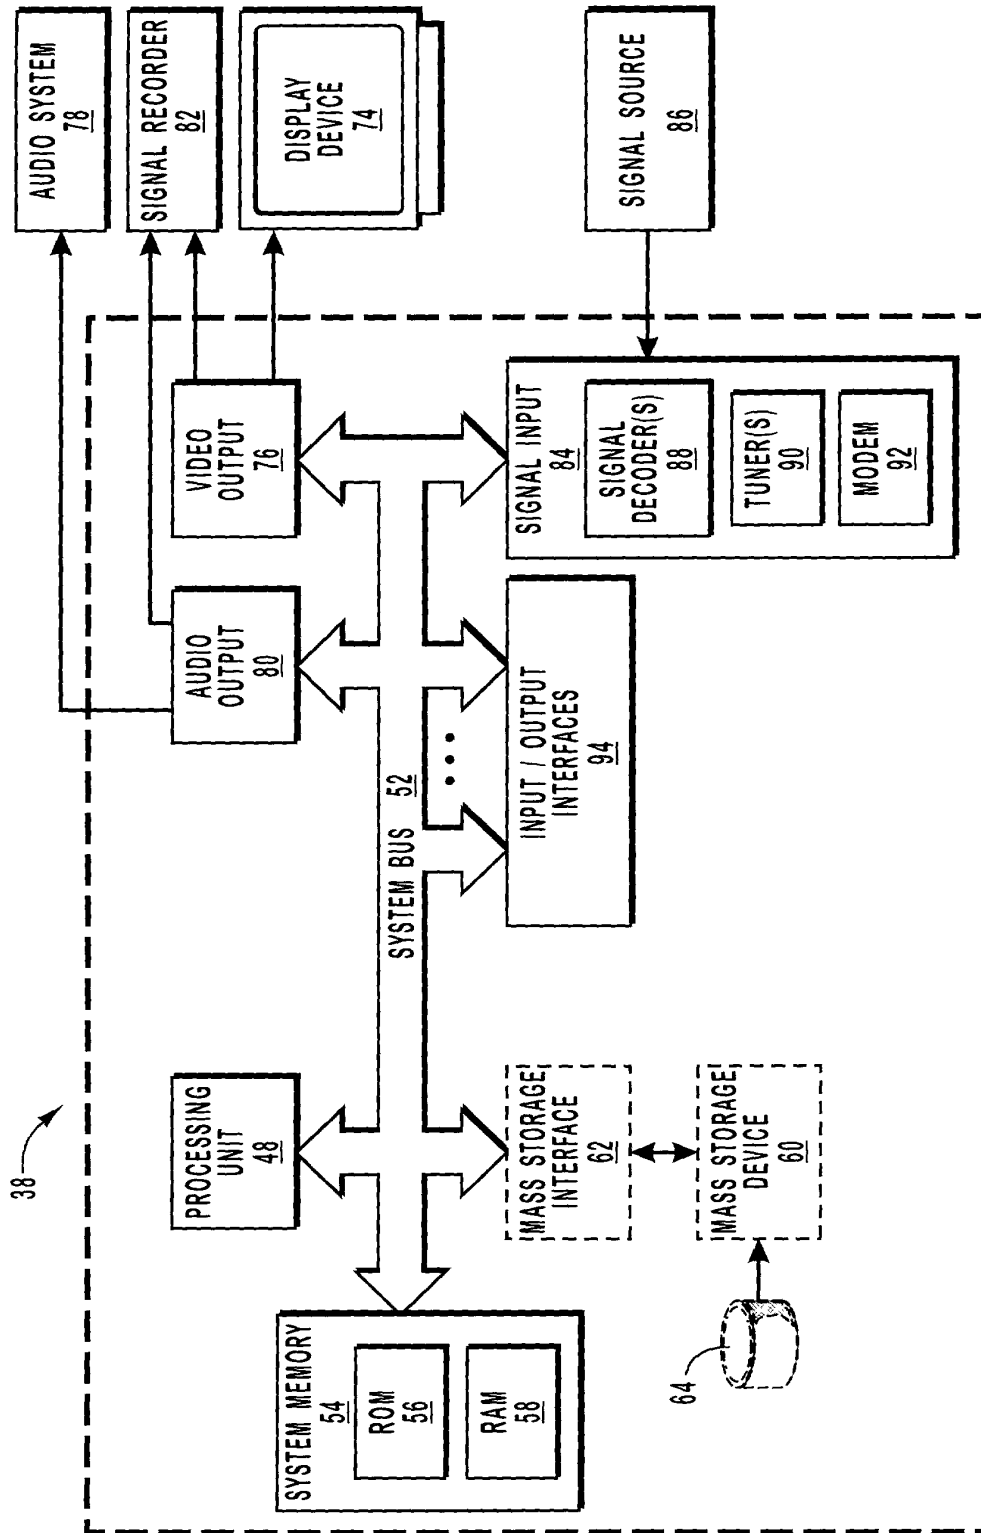 38
SYSTEM MEMORY
54
ROM
56
RAM
58
PROCESSING
UNIT
48
SYSTEM BUS 52
MASS STORAGE
INTERFACE
62
MASS STORAGE
DEVICE
60
64
AUDIO
OUTPUT
80
VIDEO
OUTPUT
76
INPUT / OUTPUT
INTERFACES
94
SIGNAL INPUT
84
SIGNAL
DECODER(S)
88
TUNER(S)
90
MODEM
92
AUDIO SYSTEM
78
SIGNAL RECORDER
82
DISPLAY
DEVICE
74
SIGNAL SOURCE
86